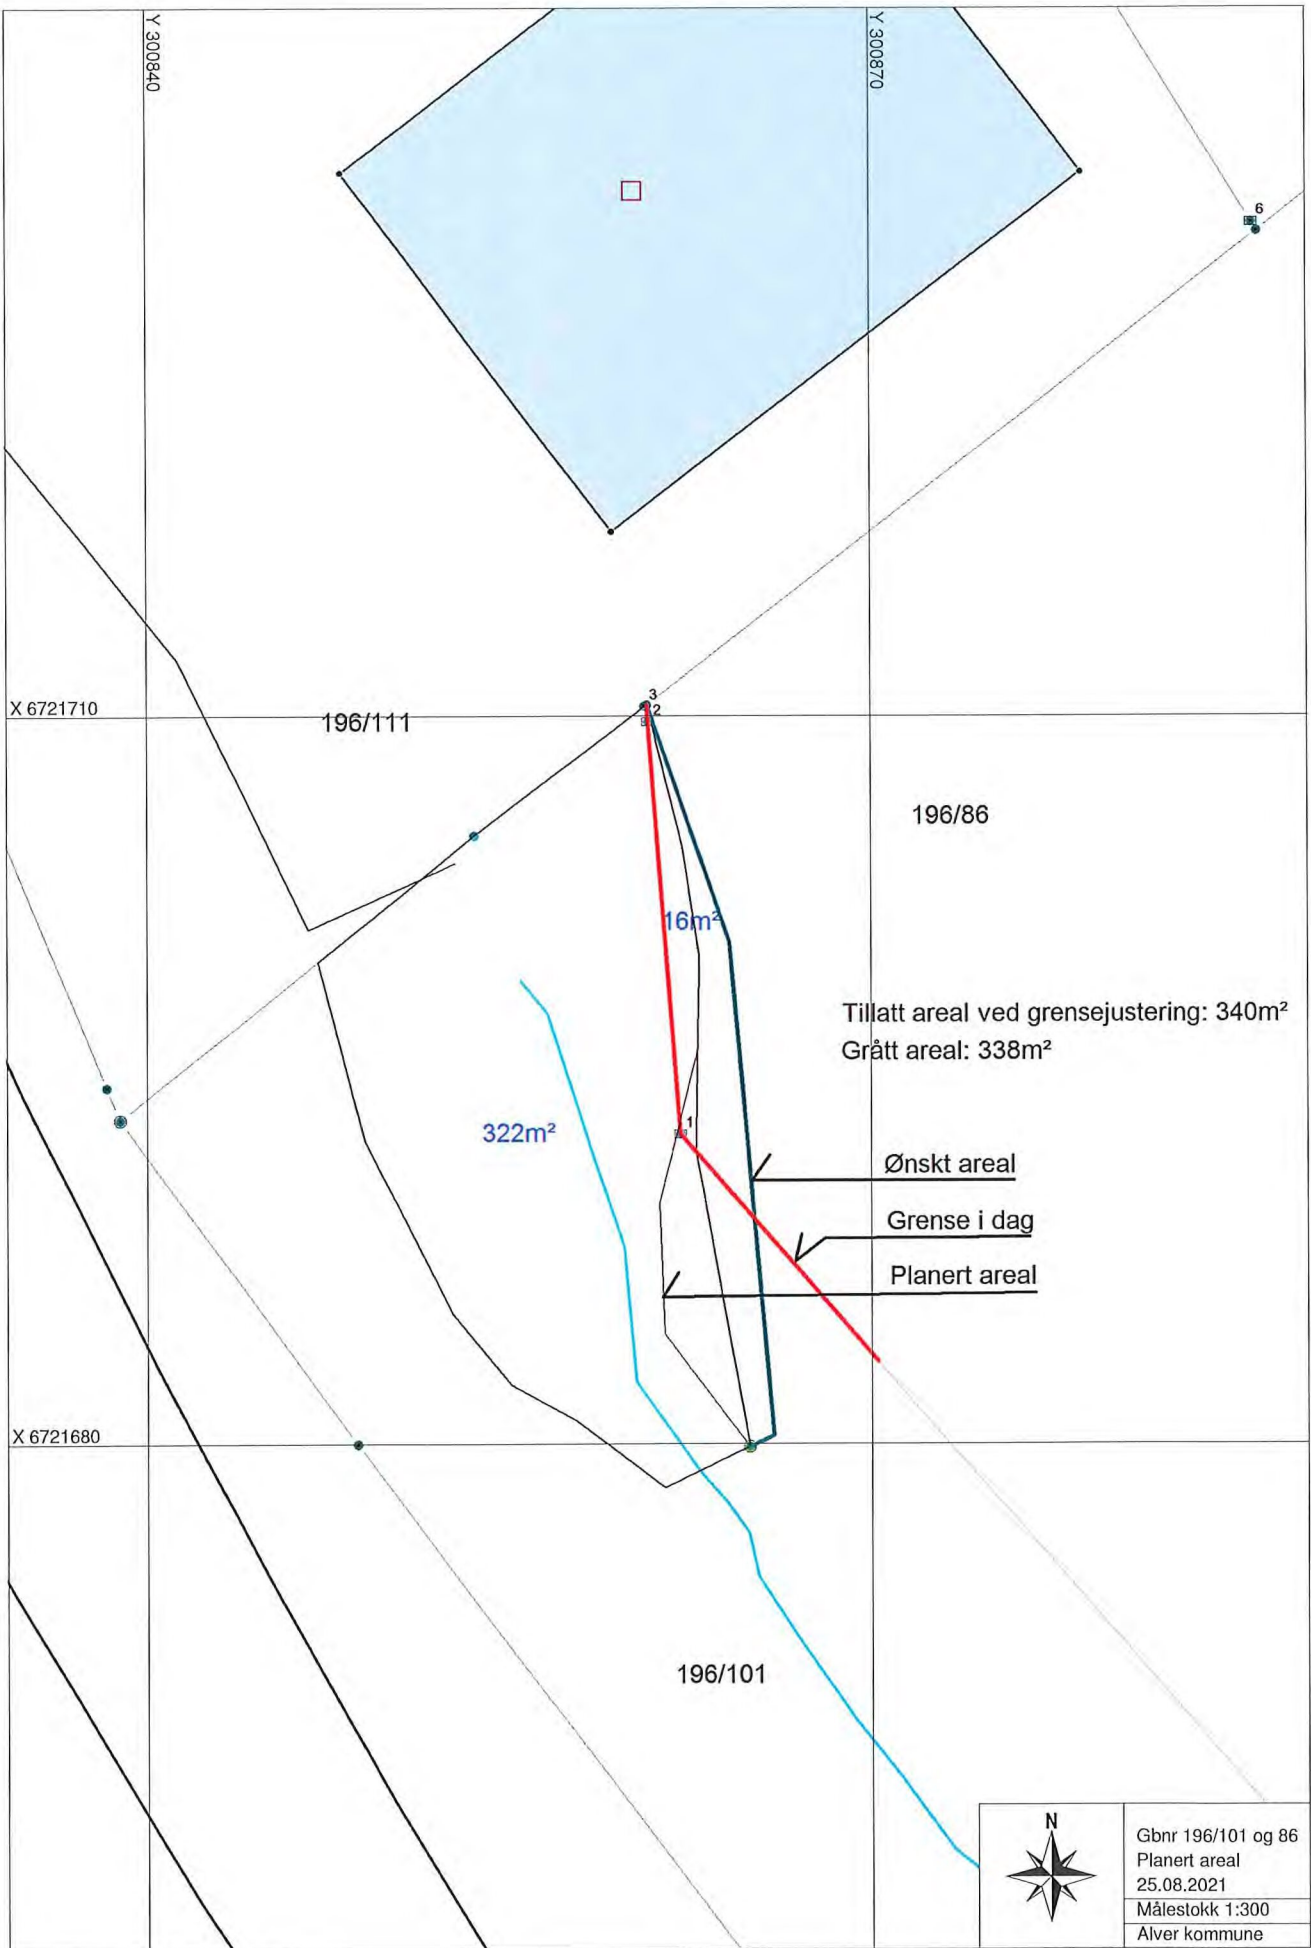 Y 300840
Y 300870
6
3
X 6721710
196/111
2
196/86
16m²
Tillatt areal ved grensejustering: 340m²
Grått areal: 338m²
1
322m²
Ønskt areal
Grense i dag
Planert areal
X 6721680
196/101
N
Gbnr 196/101 og 86
Planert areal
25.08.2021
Målestokk 1:300
Alver kommune